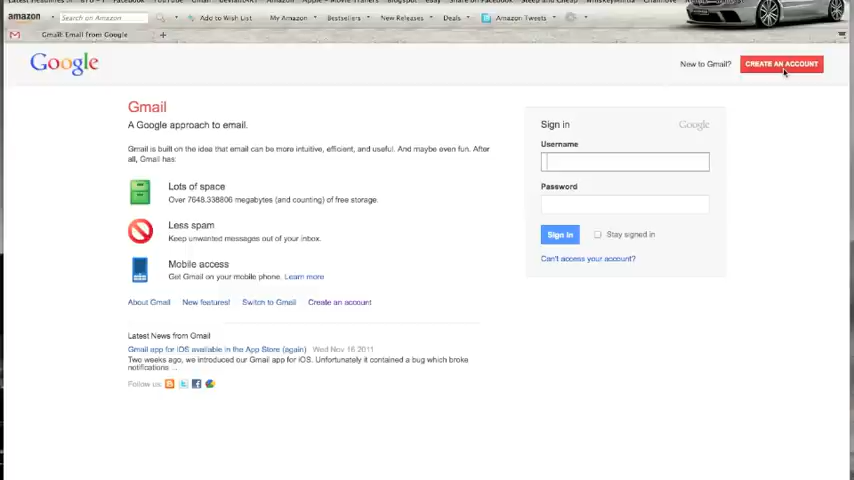 amazon Search on Amazon Add to Wish List My Amazon Bestsellers New Releases Deals Amazon Tweets
Gmail: Email from Google
Google
New to Gmail? CREATE AN ACCOUNT
Gmail
A Google approach to email.
Gmail is built on the idea that email can be more intuitive, efficient, and useful. And maybe even fun. After
all, Gmail has:
Lots of space
Over 7648.338806 megabytes (and counting) of free storage.
Less spam
Keep unwanted messages out of your inbox.
Mobile access
Get Gmail on your mobile phone. Learn more
About Gmail New features! Switch to Gmail Create an account
Latest News from Gmail
Gmail app for iOS available in the App Store (again) Wed Nov 16 2011
Two weeks ago, we introduced our Gmail app for iOS. Unfortunately it contained a bug which broke
notifications ...
Follow us:
Sign in Google
Username
Password
Sign in Stay signed in
Can't access your account?